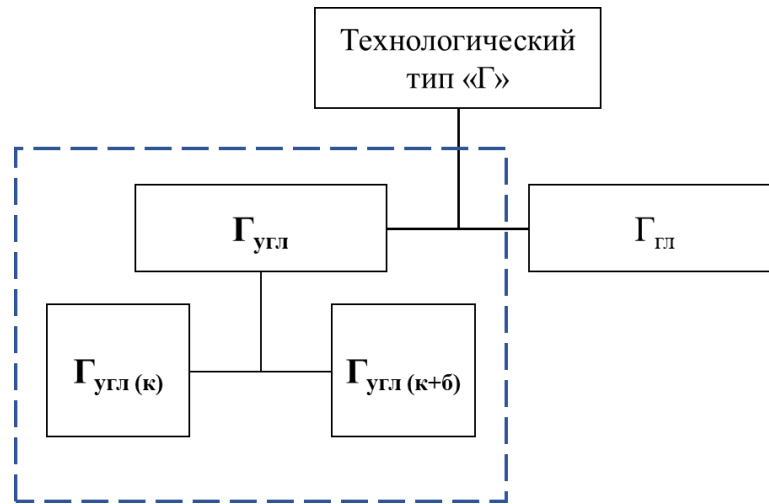 Технологический
тип «Г»
Гугл
Ггл
Гугл (к)
Гугл (к+б)